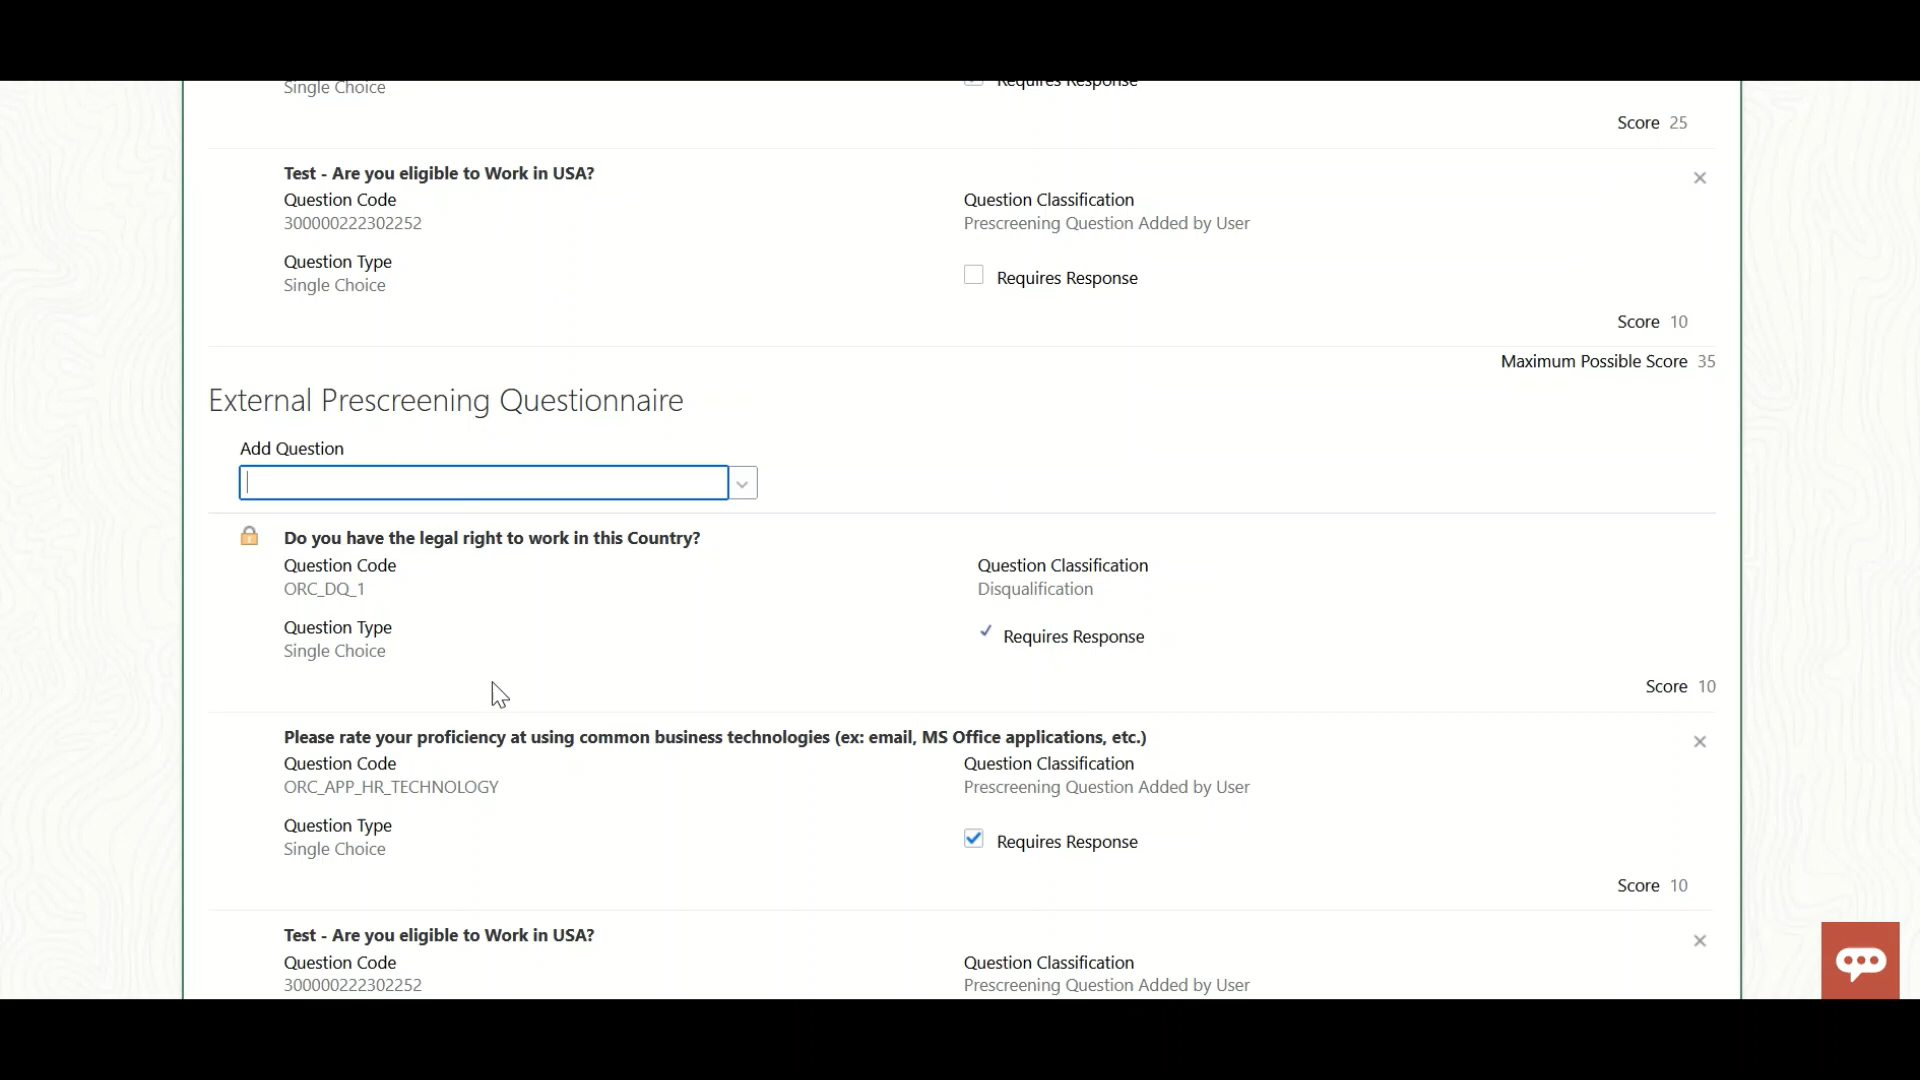 Single Choice
Requires Response
Score 25
Test - Are you eligible to Work in USA?
Question Code
Question Classification
300000222302252
Prescreening Question Added by User
Question Type
Single Choice
Requires Response
Score 10
Maximum Possible Score 35
External Prescreening Questionnaire
Add Question
Do you have the legal right to work in this Country?
Question Code
Question Classification
ORC_DQ_1
Disqualification
Question Type
Requires Response
Single Choice
Score 10
Please rate your proficiency at using common business technologies (ex: email, MS Office applications, etc.)
Question Code
Question Classification
ORC_APP_HR_TECHNOLOGY
Prescreening Question Added by User
Question Type
Requires Response
Single Choice
Score 10
Test - Are you eligible to Work in USA?
Question Code
Question Classification
300000222302252
Prescreening Question Added by User